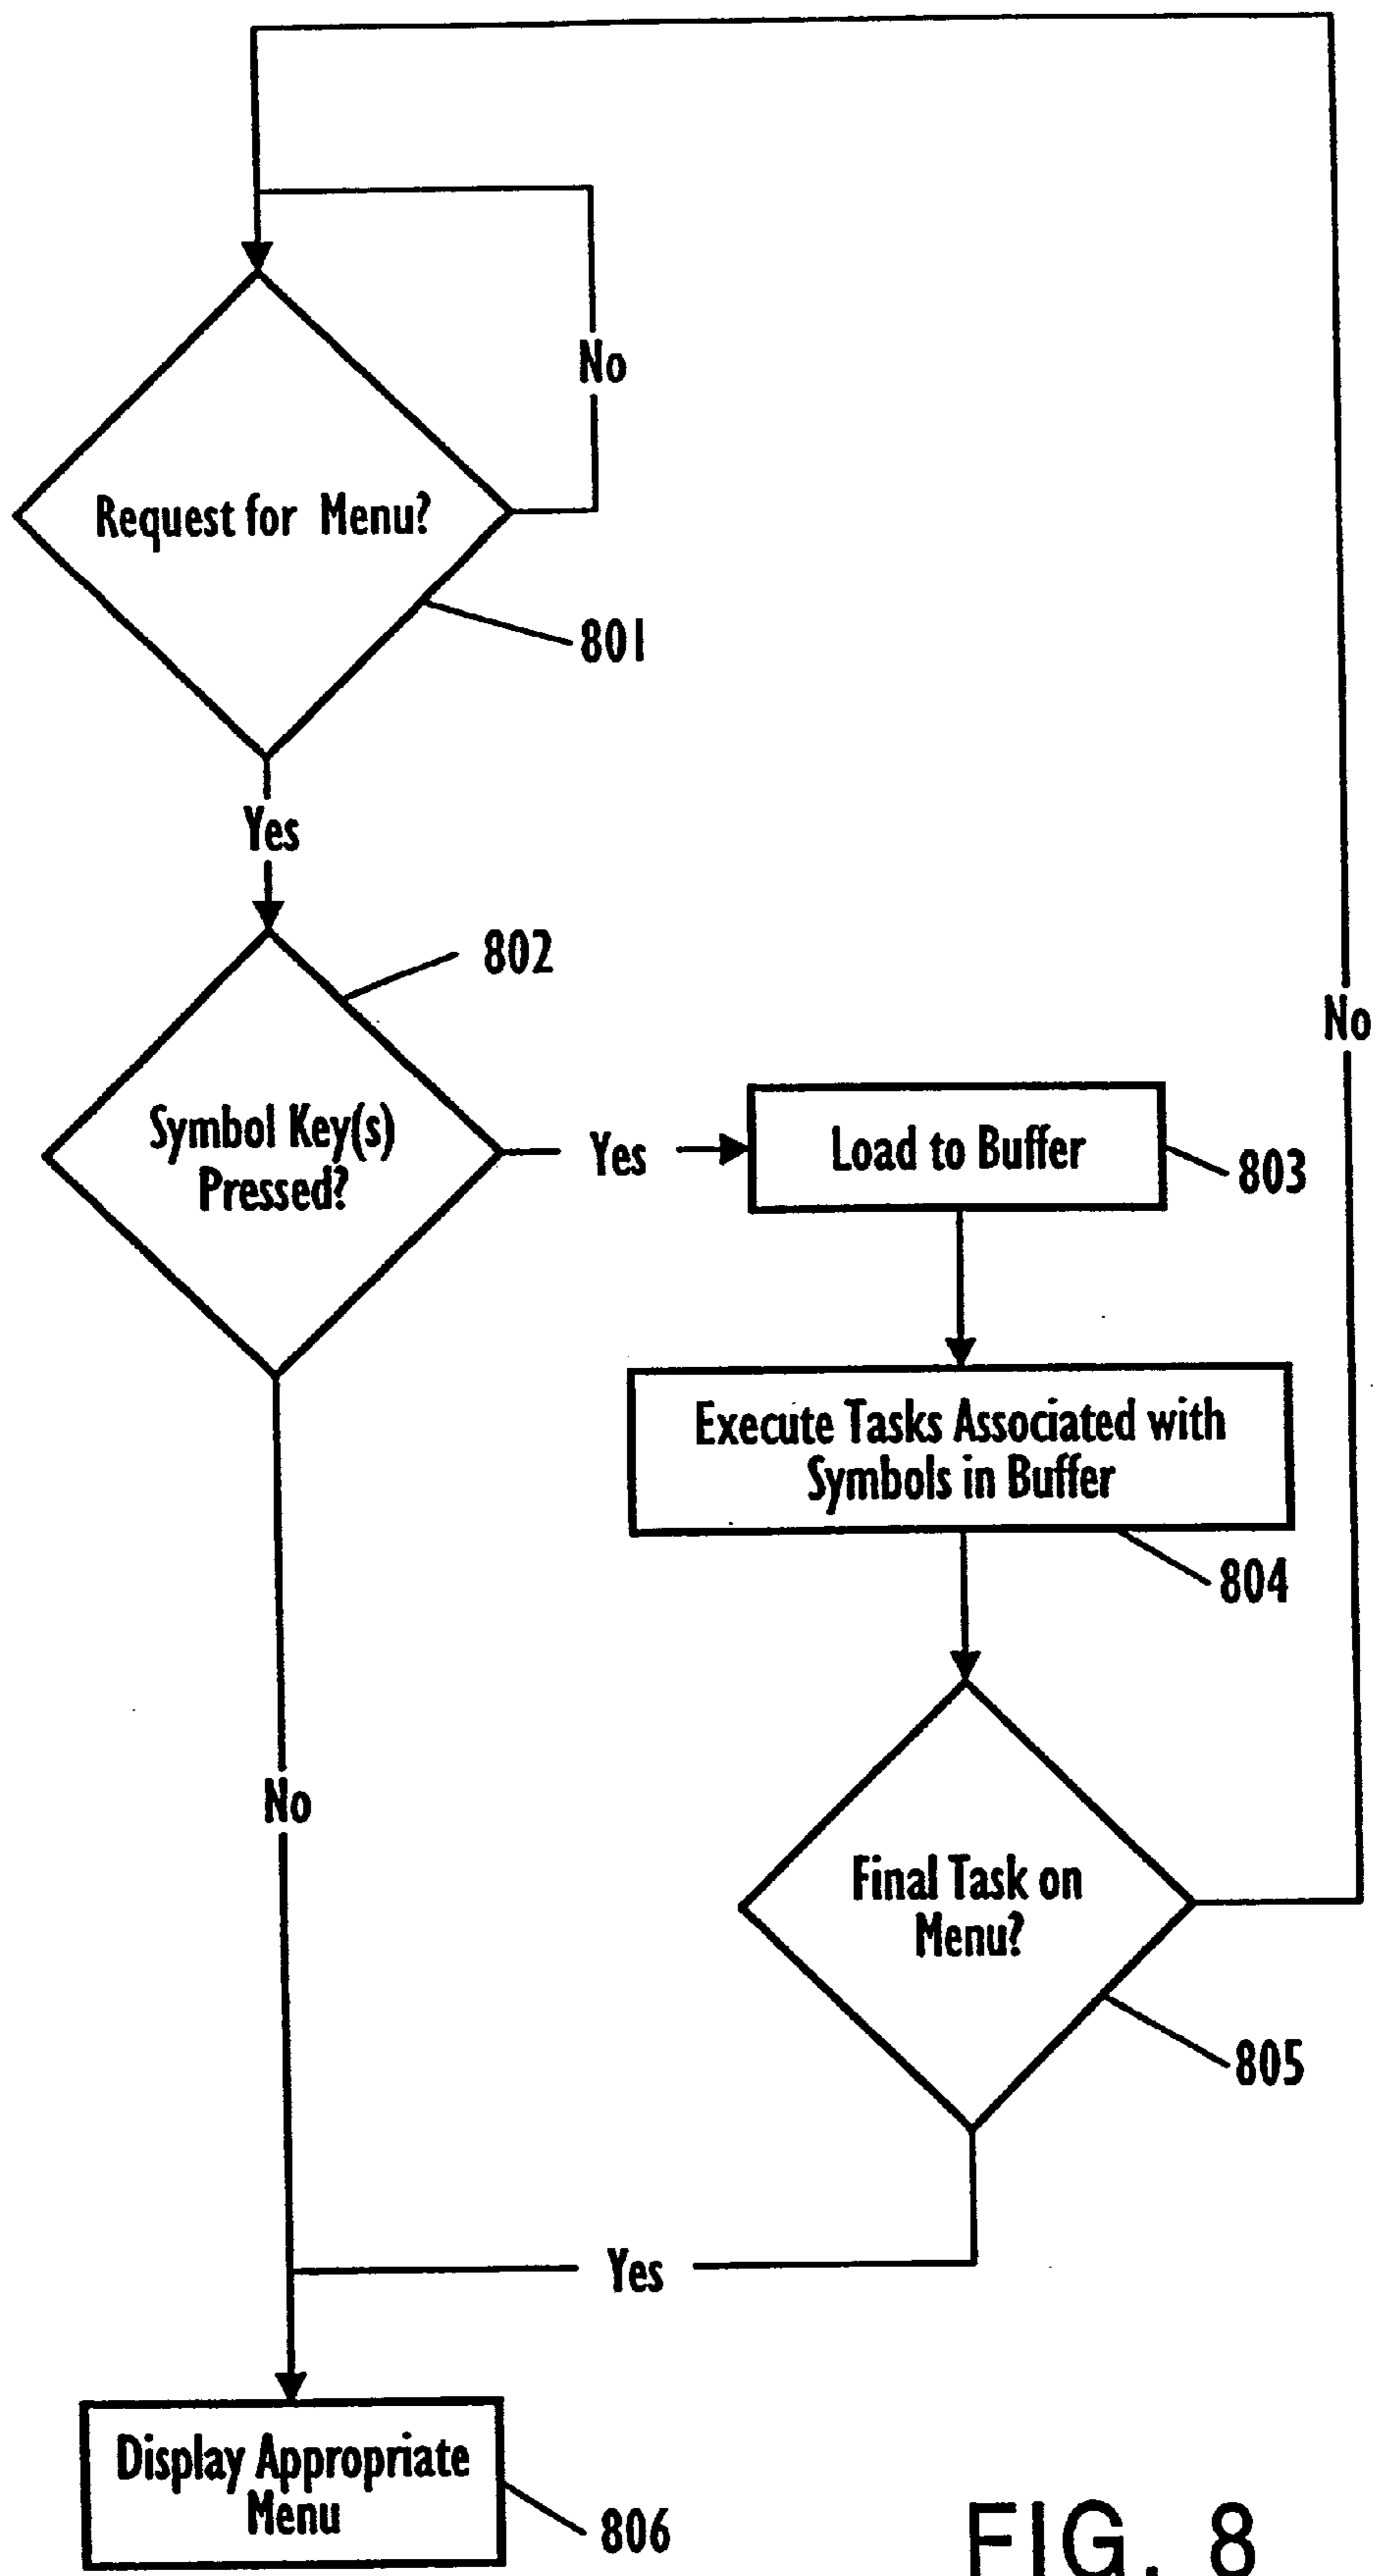 No
Request for Menu?
801
Yes
802
Symbol Key(s)
Pressed?
Yes
Load to Buffer
803
No
Execute Tasks Associated with
Symbols in Buffer
804
No
Final Task on
Menu?
805
Yes
Display Appropriate
Menu
806
FIG. 8